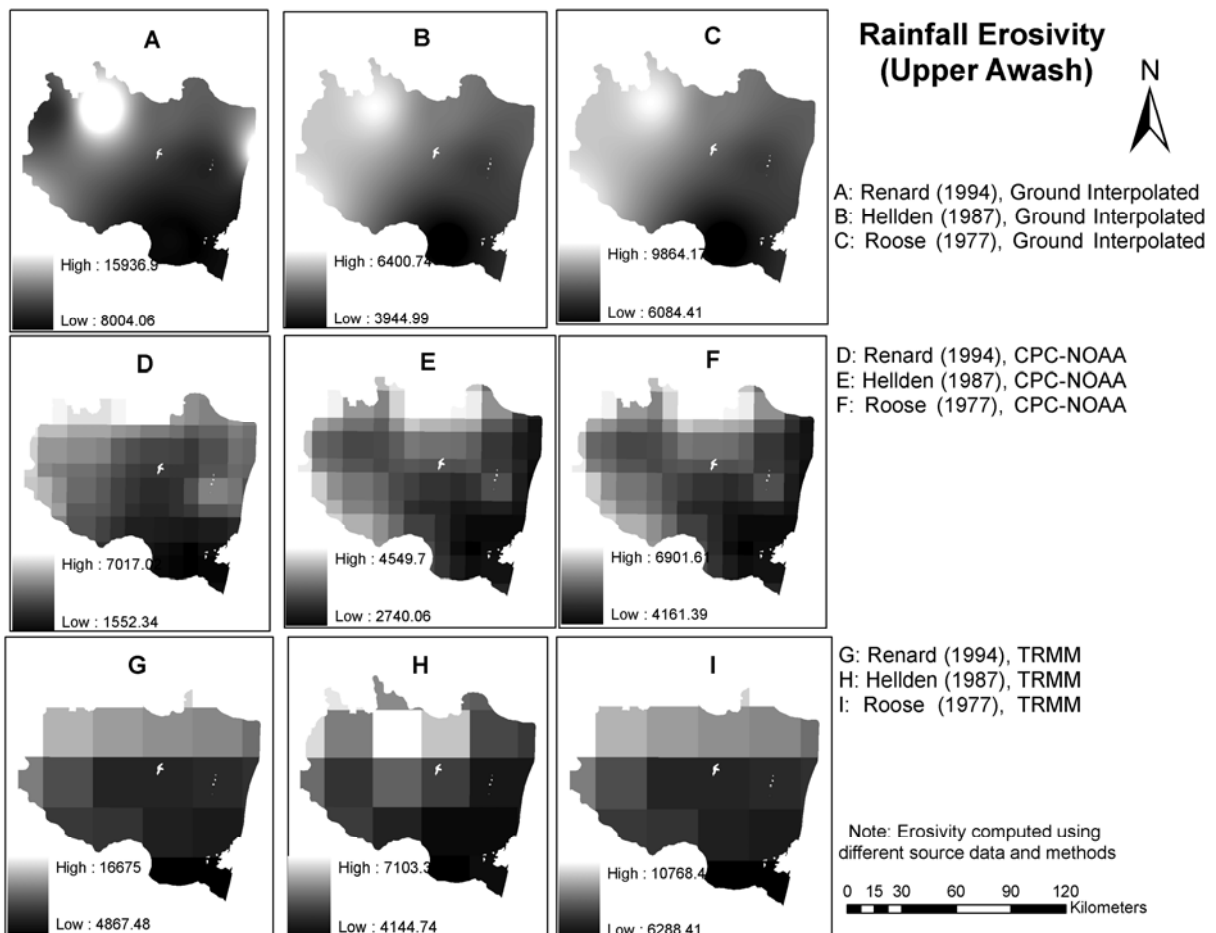 Rainfall Erosivity
(Upper Awash)
N
A
High : 15936.9
Low : 8004.06
B
High : 6400.74
Low : 3944.99
C
High : 9864.17
Low : 6084.41
A: Renard (1994), Ground Interpolated
B: Hellden (1987), Ground Interpolated
C: Roose (1977), Ground Interpolated
D
High : 7017.02
Low : 1552.34
E
High : 4549.7
Low : 2740.06
F
High : 6901.61
Low : 4161.39
D: Renard (1994), CPC-NOAA
E: Hellden (1987), CPC-NOAA
F: Roose (1977), CPC-NOAA
G
High : 16675
Low : 4867.48
H
High : 7103.3
Low : 4144.74
I
High : 10768.4
Low : 6288.41
G: Renard (1994), TRMM
H: Hellden (1987), TRMM
I: Roose (1977), TRMM
Note: Erosivity computed using
different source data and methods
0 15 30 60 90 120
Kilometers